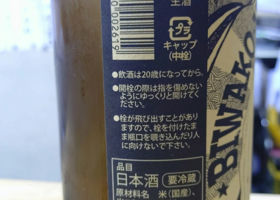 生酒
プラ
キャップ
(中栓)
●飲酒は20歳になってから。
●開栓の際は指を傷めない
ようにゆっくりと開けてく
ださい。
●栓が飛び出すことがあり
ますので、栓を付けたま
ま瓶口を覗き込んだり人
に向けないで下さい。
品目
日本酒 要冷蔵
原材料名 米(国産)、
BIWAKO